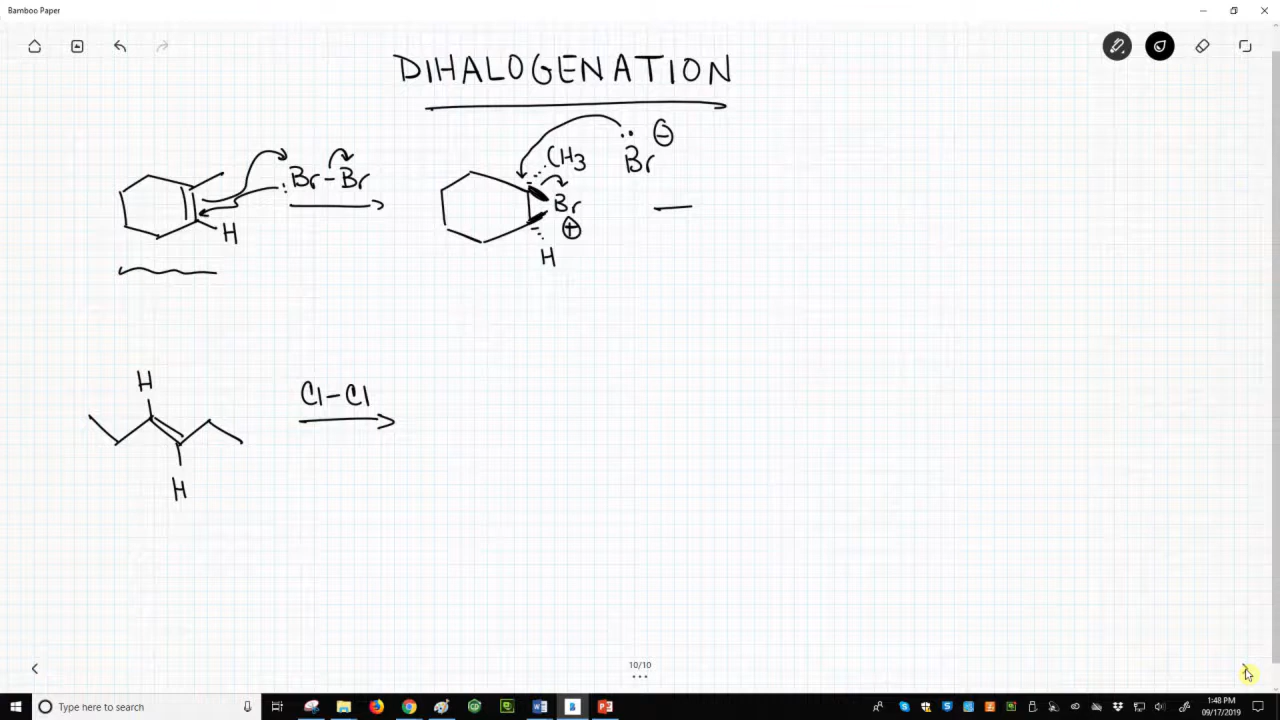 Bamboo Paper
DIHALOGENATION
Br-Br
H
CH3
Br
⊕
H
Br
⊖
H
H
Cl-Cl
10/10
Type here to search
1:48 PM
09/17/2019